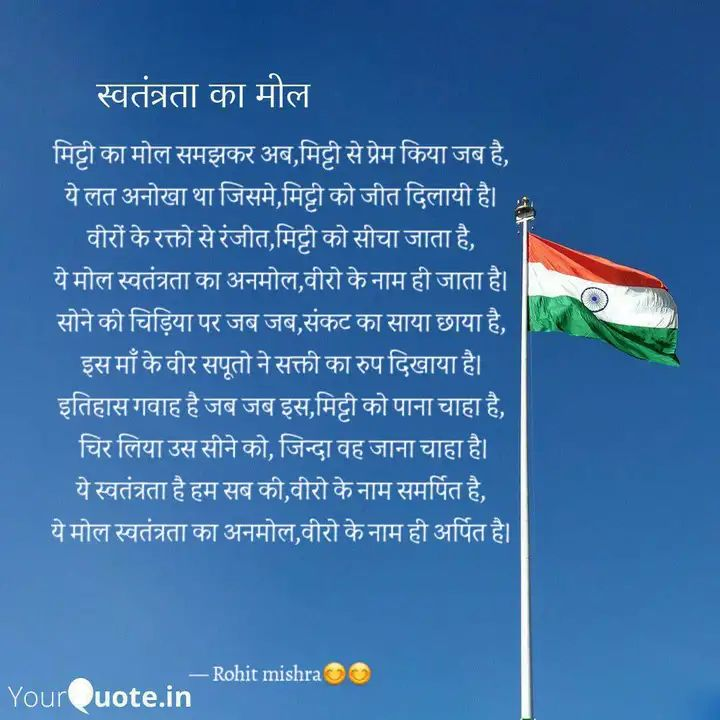 स्वतंत्रता का मोल
मिट्टी का मोल समझकर अब,मिट्टी से प्रेम किया जब है,
ये लत अनोखा था जिसमे,मिट्टी को जीत दिलायी है।
वीरों के रक्तो से रंजीत,मिट्टी को सीचा जाता है,
ये मोल स्वतंत्रता का अनमोल,वीरो के नाम ही जाता है।
सोने की चिड़िया पर जब जब,संकट का साया छाया है,
इस माँ के वीर सपूतो ने सक्ती का रुप दिखाया है।
इतिहास गवाह है जब जब इस,मिट्टी को पाना चाहा है,
चिर लिया उस सीने को, जिन्दा वह जाना चाहा है।
ये स्वतंत्रता है हम सब की,वीरो के नाम समर्पित है,
ये मोल स्वतंत्रता का अनमोल,वीरो के नाम ही अर्पित है।
— Rohit mishra😊😊
YourQuote.in